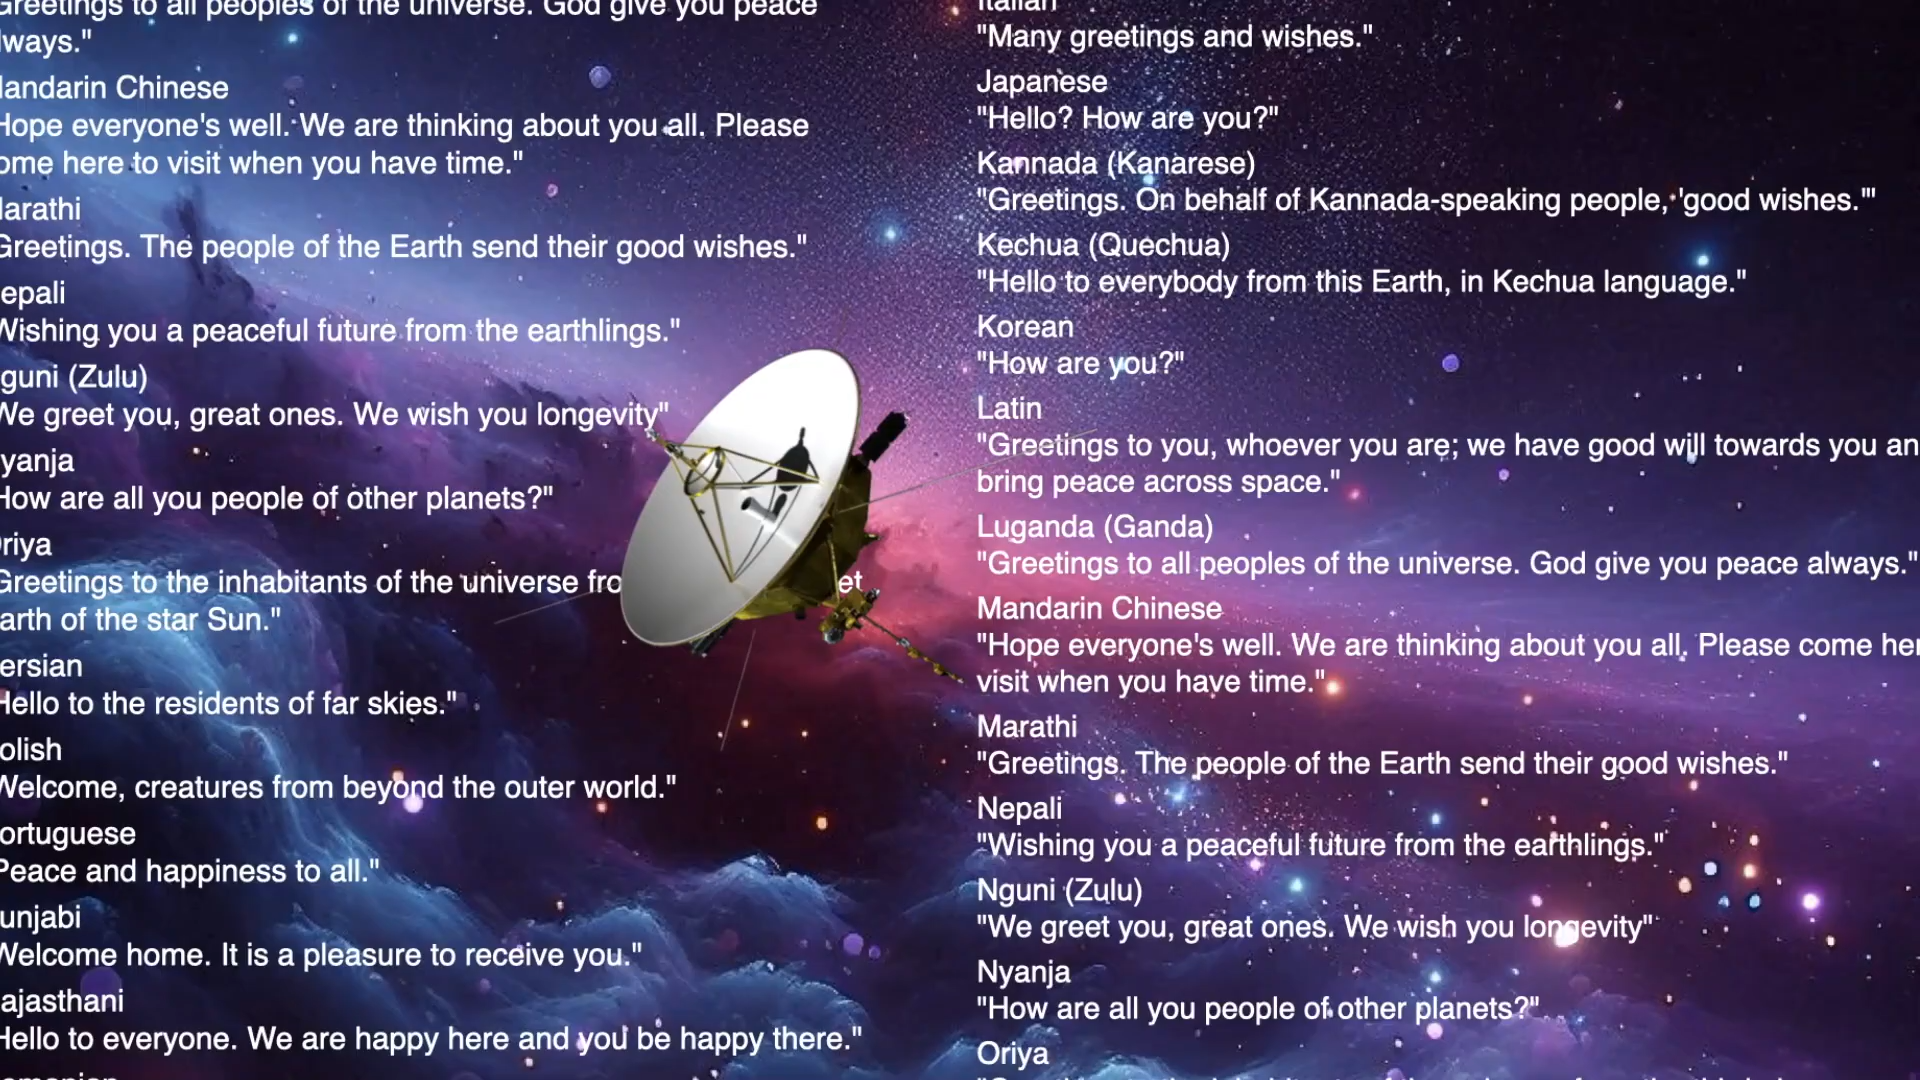 Greetings to all peoples of the universe. God give you peace
lways."
andarin Chinese
Hope everyone's well. We are thinking about you all. Please
ome here to visit when you have time."
arathi
Greetings. The people of the Earth send their good wishes."
epali
Wishing you a peaceful future from the earthlings."
guni (Zulu)
We greet you, great ones. We wish you longevity"
yanja
How are all you people of other planets?"
riya
Greetings to the inhabitants of the universe fro et
arth of the star Sun."
ersian
Hello to the residents of far skies."
olish
Welcome, creatures from beyond the outer world."
ortuguese
Peace and happiness to all."
unjabi
Welcome home. It is a pleasure to receive you."
ajasthani
Hello to everyone. We are happy here and you be happy there."
Italian
"Many greetings and wishes."
Japanese
"Hello? How are you?"
Kannada (Kanarese)
"Greetings. On behalf of Kannada-speaking people, 'good wishes.'"
Kechua (Quechua)
"Hello to everybody from this Earth, in Kechua language."
Korean
"How are you?"
Latin
"Greetings to you, whoever you are; we have good will towards you an
bring peace across space."
Luganda (Ganda)
"Greetings to all peoples of the universe. God give you peace always."
Mandarin Chinese
"Hope everyone's well. We are thinking about you all. Please come her
visit when you have time."
Marathi
"Greetings. The people of the Earth send their good wishes."
Nepali
"Wishing you a peaceful future from the earthlings."
Nguni (Zulu)
"We greet you, great ones. We wish you longevity"
Nyanja
"How are all you people of other planets?"
Oriya